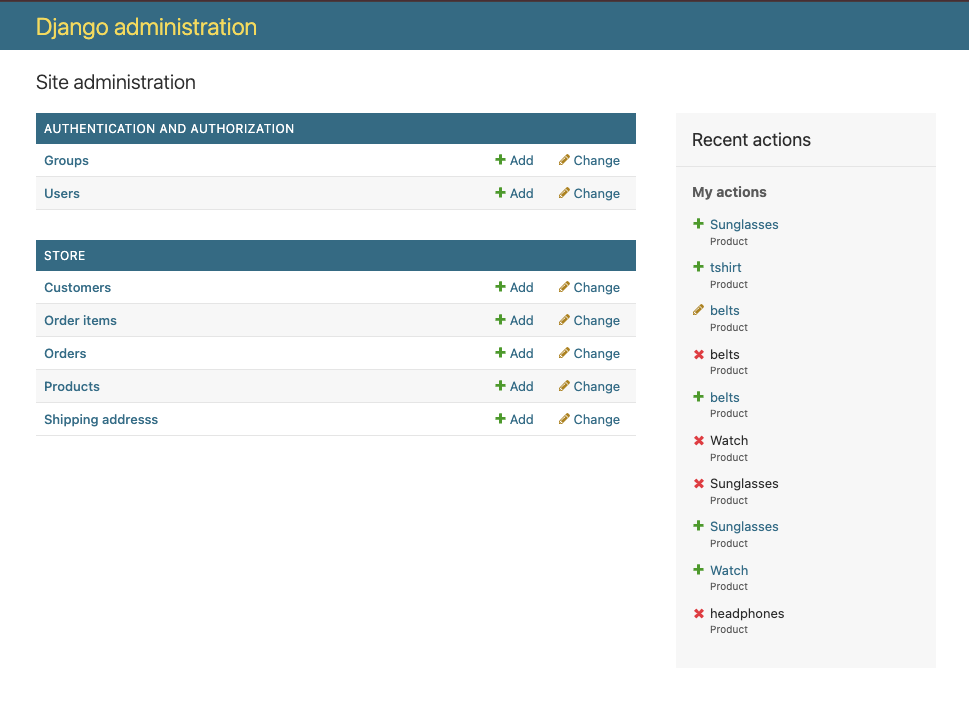 Django administration
Site administration
AUTHENTICATION AND AUTHORIZATION
Groups Add Change
Users Add Change
STORE
Customers Add Change
Order items Add Change
Orders Add Change
Products Add Change
Shipping addresss Add Change
Recent actions
My actions
Sunglasses
Product
tshirt
Product
belts
Product
belts
Product
belts
Product
Watch
Product
Sunglasses
Product
Sunglasses
Product
Watch
Product
headphones
Product